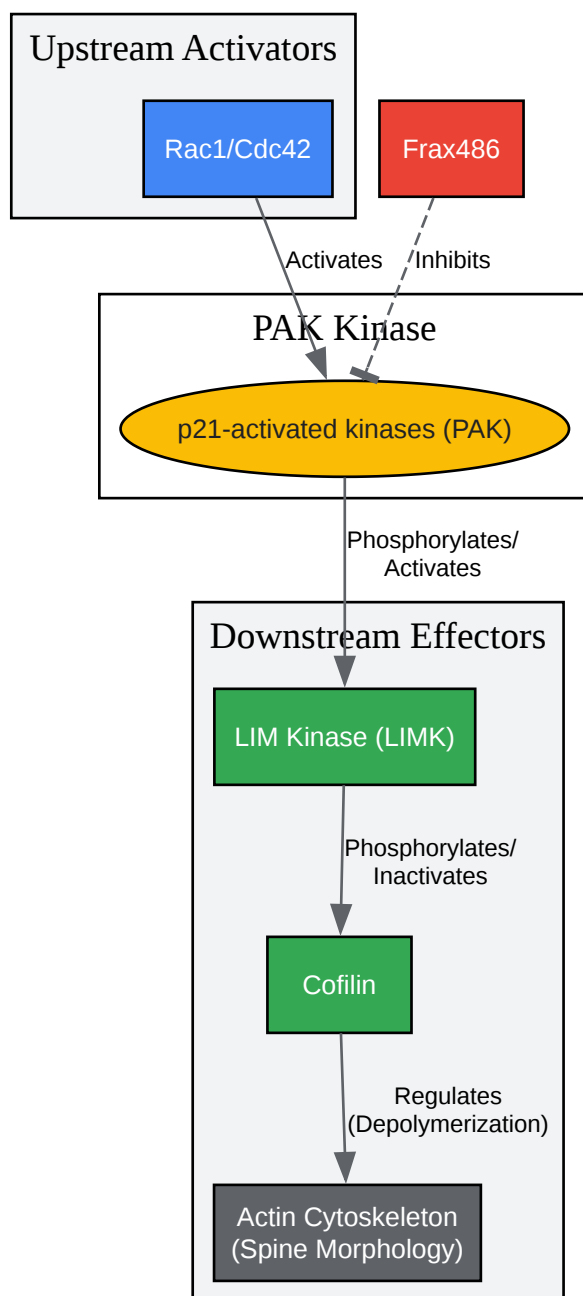 Upstream Activators
Rac1/Cdc42
Frax486
Activates
Inhibits
PAK Kinase
p21-activated kinases (PAK)
Phosphorylates/
Activates
Downstream Effectors
LIM Kinase (LIMK)
Phosphorylates/
Inactivates
Cofilin
Regulates
(Depolymerization)
Actin Cytoskeleton
(Spine Morphology)